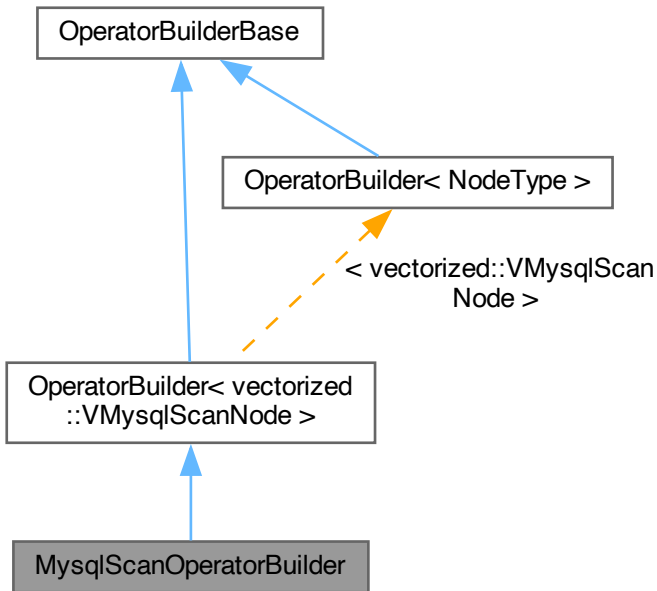 OperatorBuilderBase
OperatorBuilder< NodeType >
< vectorized::VMysqlScan
Node >
OperatorBuilder< vectorized
::VMysqlScanNode >
MysqlScanOperatorBuilder